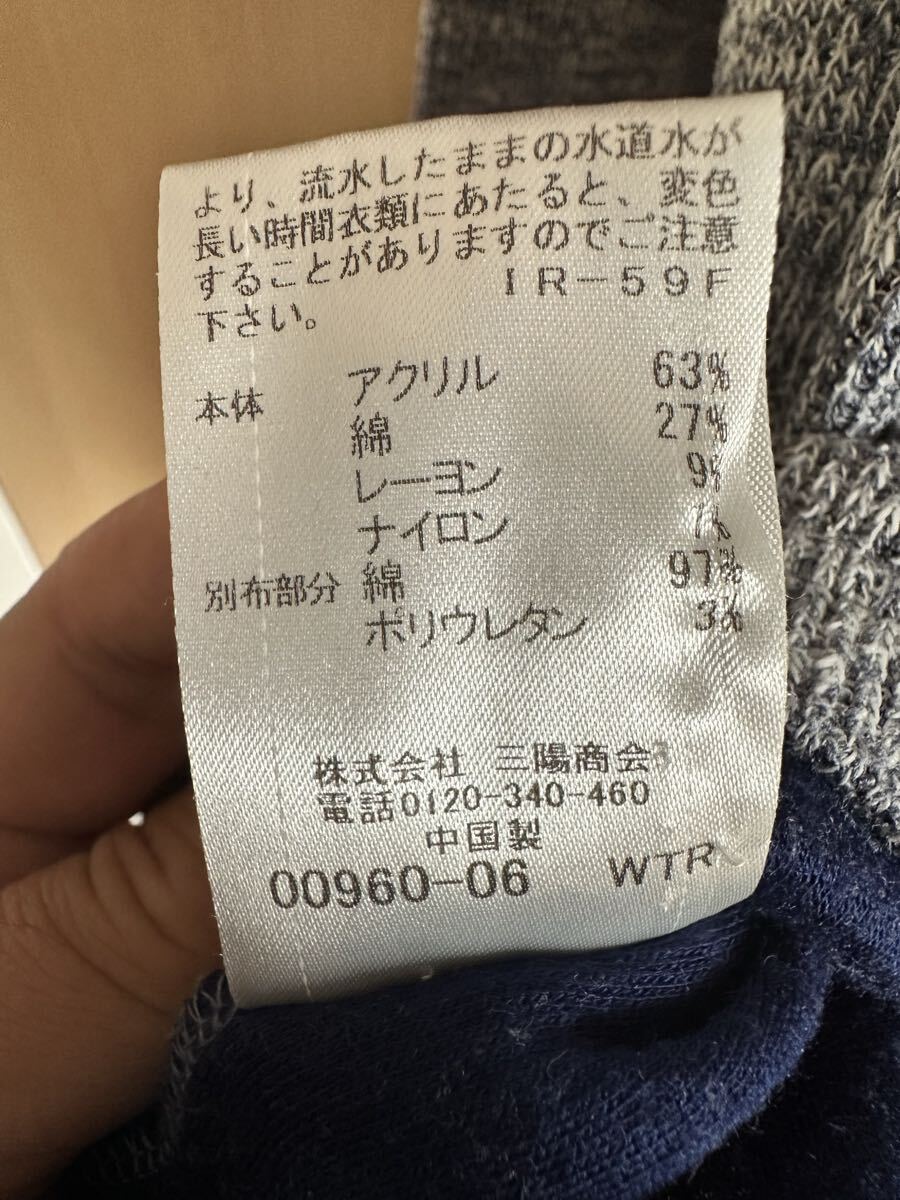 より、流水したままの水道水が
長い時間衣類にあたると、変色
することがありますのでご注意
下さい。 IR-59F
本体 アクリル 63%
綿 27%
レーヨン 9%
ナイロン 1%
別布部分 綿 97%
ポリウレタン 3%
株式会社 三陽商会
電話0120-340-460
中国製
00960-06 WTR